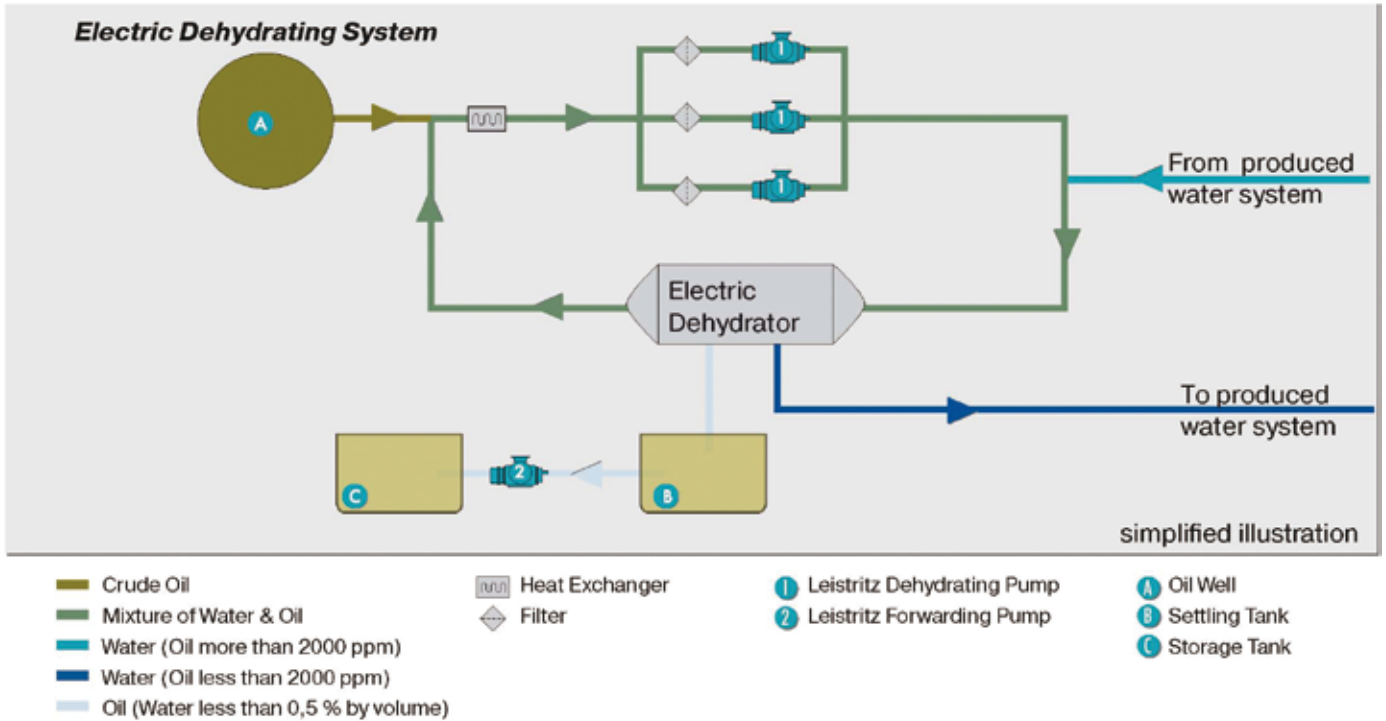 Electric Dehydrating System
A
1
1
1
From produced
water system
Electric
Dehydrator
To produced
water system
2
C
B
simplified illustration
Crude Oil
Mixture of Water & Oil
Water (Oil more than 2000 ppm)
Water (Oil less than 2000 ppm)
Oil (Water less than 0,5 % by volume)
Heat Exchanger
Filter
1 Leistritz Dehydrating Pump
2 Leistritz Forwarding Pump
A Oil Well
B Settling Tank
C Storage Tank